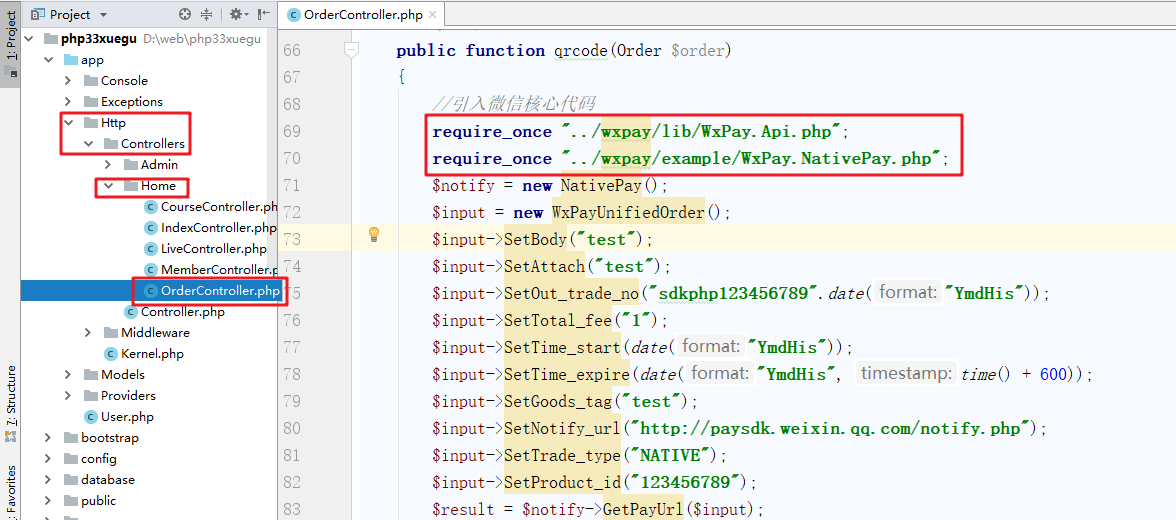 Project
OrderController.php
1: Project
7: Structure
Favorites
php33xuegu D:\web\php33xuegu
app
Console
Exceptions
Http
Controllers
Admin
Home
CourseController.ph
IndexController.php
LiveController.php
MemberController.p
OrderController.php
Controller.php
Middleware
Kernel.php
Models
Providers
User.php
bootstrap
config
database
public
66 public function qrcode(Order $order)
67 {
68 //引入微信核心代码
69 require_once "../wxpay/lib/WxPay.Api.php";
70 require_once "../wxpay/example/WxPay.NativePay.php";
71 $notify = new NativePay();
72 $input = new WxPayUnifiedOrder();
73 $input->SetBody("test");
74 $input->SetAttach("test");
75 $input->SetOut_trade_no("sdkphp123456789".date( format: "YmdHis"));
76 $input->SetTotal_fee("1");
77 $input->SetTime_start(date( format: "YmdHis"));
78 $input->SetTime_expire(date( format: "YmdHis", timestamp: time() + 600));
79 $input->SetGoods_tag("test");
80 $input->SetNotify_url("http://paysdk.weixin.qq.com/notify.php");
81 $input->SetTrade_type("NATIVE");
82 $input->SetProduct_id("123456789");
83 $result = $notify->GetPayUrl($input);